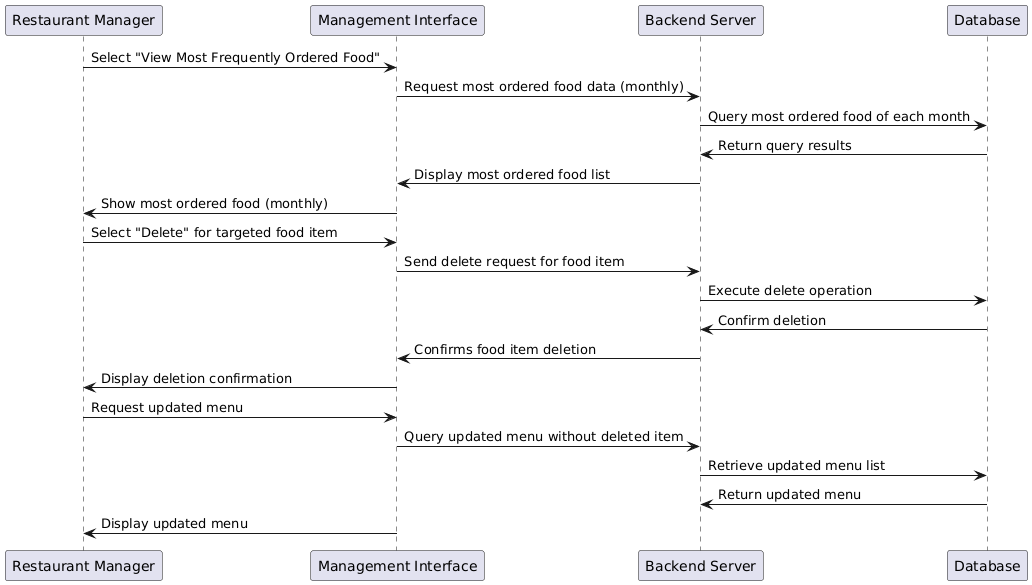 Restaurant Manager
Management Interface
Backend Server
Database
Select "View Most Frequently Ordered Food"
Request most ordered food data (monthly)
Query most ordered food of each month
Return query results
Display most ordered food list
Show most ordered food (monthly)
Select "Delete" for targeted food item
Send delete request for food item
Execute delete operation
Confirm deletion
Confirms food item deletion
Display deletion confirmation
Request updated menu
Query updated menu without deleted item
Retrieve updated menu list
Return updated menu
Display updated menu
Restaurant Manager
Management Interface
Backend Server
Database